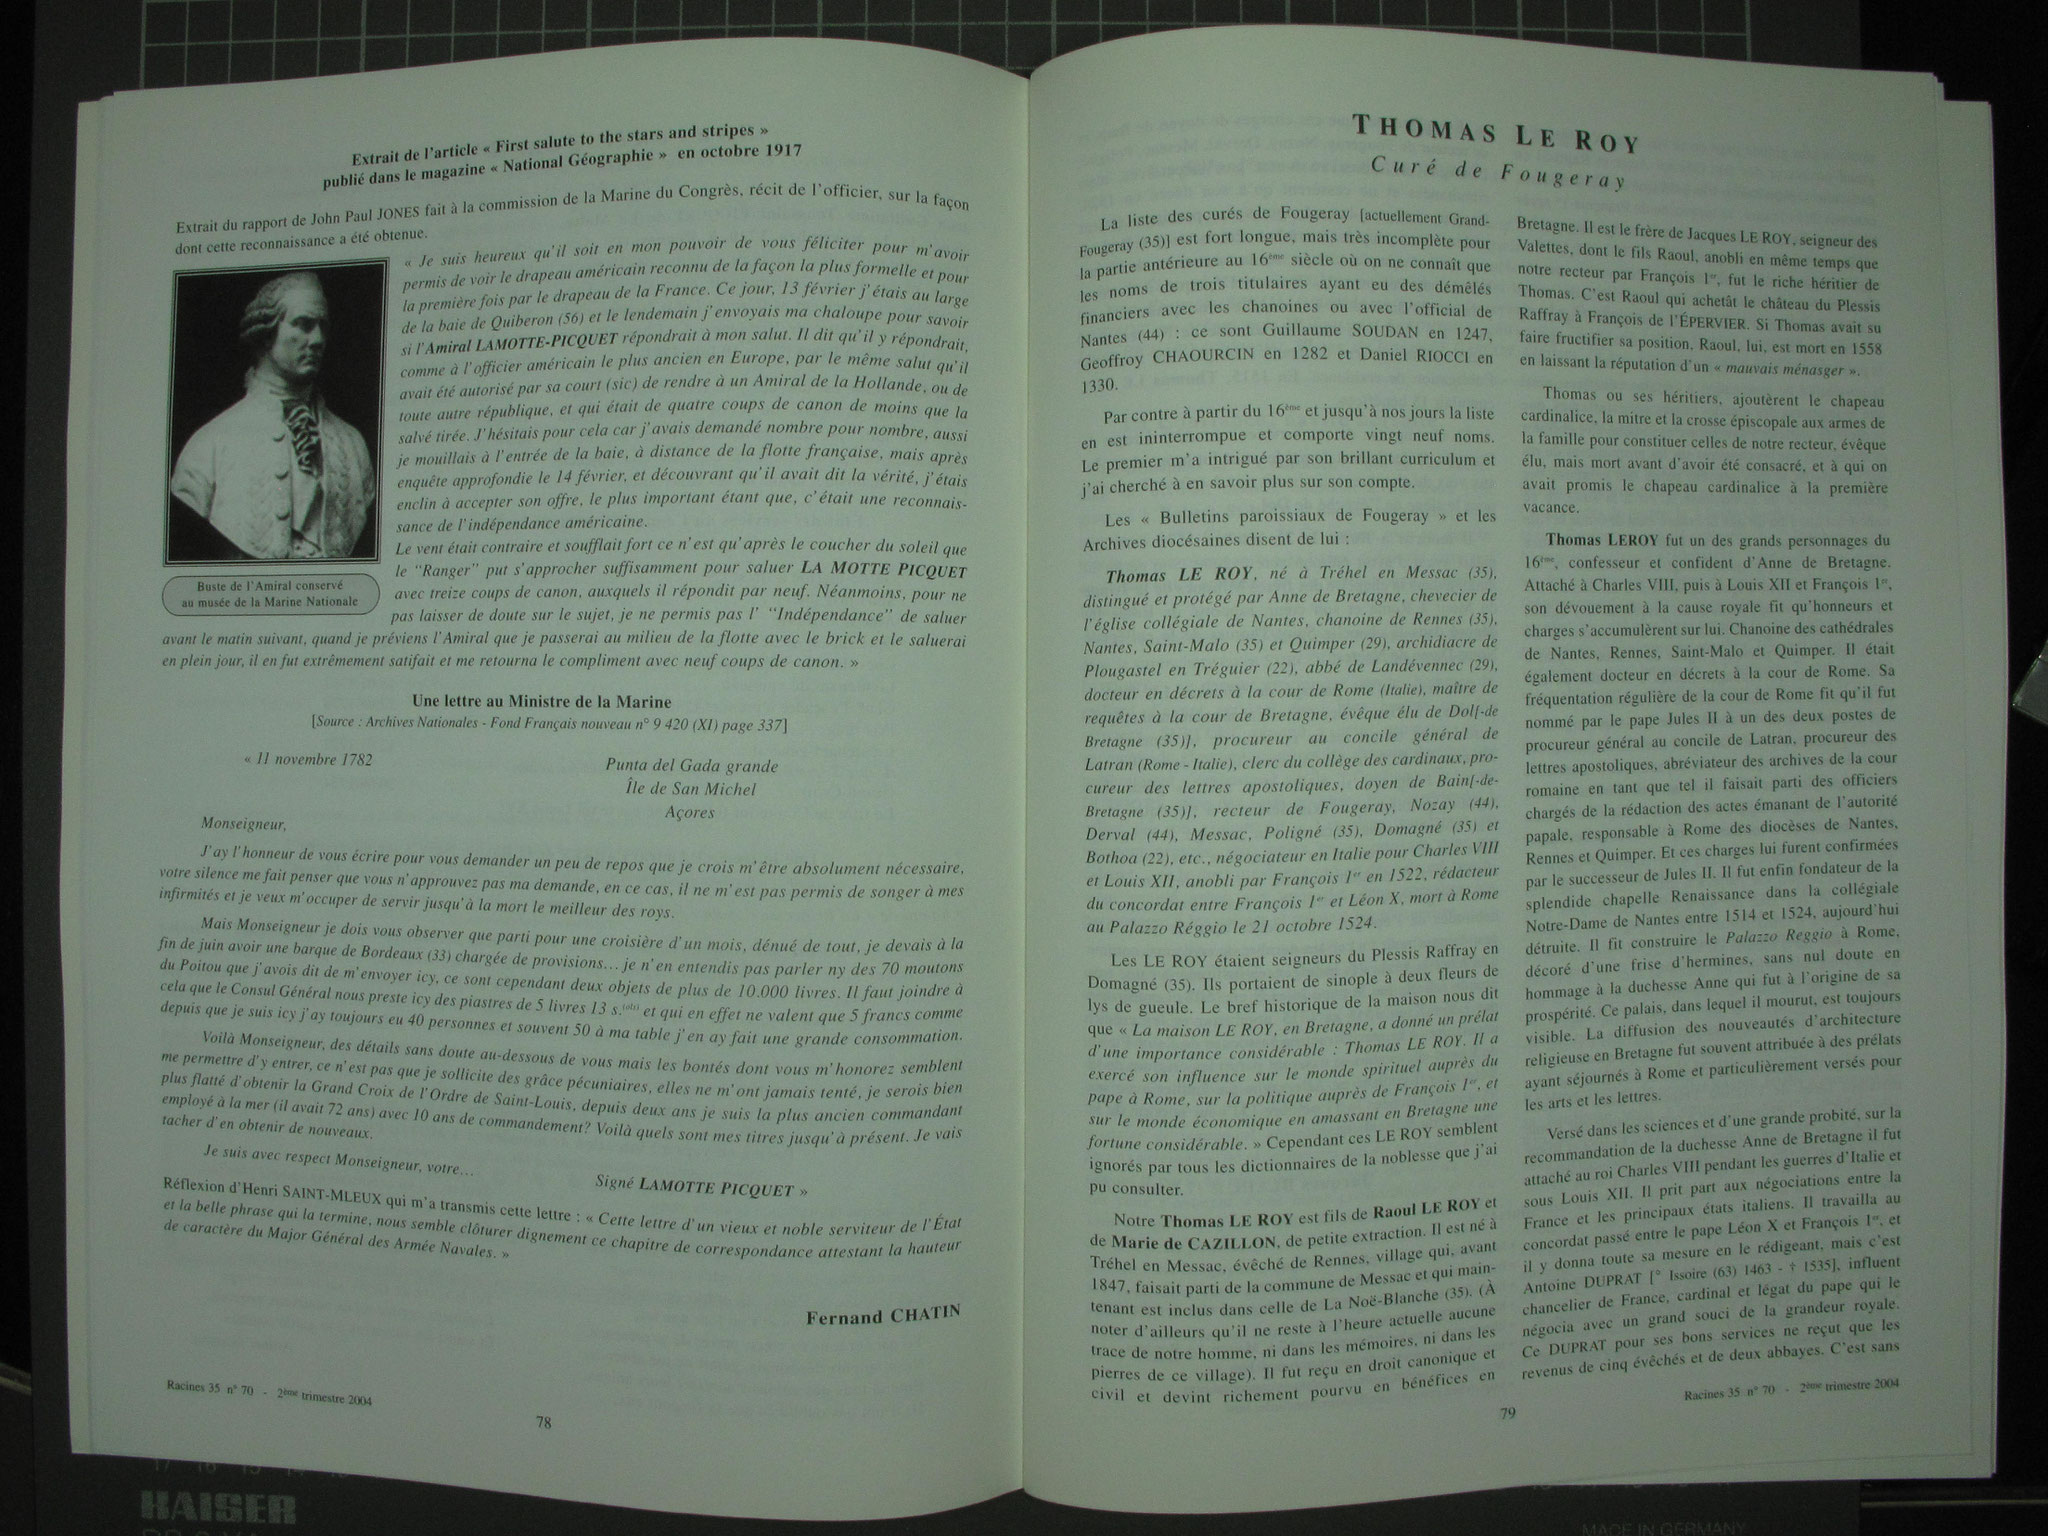 Extrait de l'article « First salute to the stars and stripes »
publié dans le magazine « National Géographie » en octobre 1917
Extrait du rapport de John Paul JONES fait à la commission de la Marine du Congrès, récit de l'officier, sur la façon
dont cette reconnaissance a été obtenue.
« Je suis heureux qu'il soit en mon pouvoir de vous féliciter pour m'avoir
permis de voir le drapeau américain reconnu de la façon la plus formelle et pour
la première fois par le drapeau de la France. Ce jour, 13 février j'étais au large
de la baie de Quiberon (56) et le lendemain j'envoyais ma chaloupe pour savoir
si l'Amiral LAMOTTE-PICQUET répondrait à mon salut. Il dit qu'il y répondrait,
comme à l'officier américain le plus ancien en Europe, par le même salut qu'il
avait été autorisé par sa court (sic) de rendre à un Amiral de la Hollande, ou de
toute autre république, et qui était de quatre coups de canon de moins que la
salvé tirée. J'hésitais pour cela car j'avais demandé nombre pour nombre, aussi
je mouillais à l'entrée de la baie, à distance de la flotte française, mais après
enquête approfondie le 14 février, et découvrant qu'il avait dit la vérité, j'étais
enclin à accepter son offre, le plus important étant que, c'était une reconnais-
sance de l'indépendance américaine.
Le vent était contraire et soufflait fort ce n'est qu'après le coucher du soleil que
le “Ranger” put s'approcher suffisamment pour saluer LA MOTTE PICQUET
avec treize coups de canon, auxquels il répondit par neuf. Néanmoins, pour ne
pas laisser de doute sur le sujet, je ne permis pas l' “Indépendance” de saluer
avant le matin suivant, quand je préviens l'Amiral que je passerai au milieu de la flotte avec le brick et le saluerai
en plein jour, il en fut extrêmement satifait et me retourna le compliment avec neuf coups de canon. »
Buste de l'Amiral conservé
au musée de la Marine Nationale
Une lettre au Ministre de la Marine
[Source : Archives Nationales - Fond Français nouveau n° 9 420 (XI) page 337]
« 11 novembre 1782
Punta del Gada grande
Île de San Michel
Açores
Monseigneur,
J'ay l'honneur de vous écrire pour vous demander un peu de repos que je crois m'être absolument nécessaire,
votre silence me fait penser que vous n'approuvez pas ma demande, en ce cas, il ne m'est pas permis de songer à mes
infirmités et je veux m'occuper de servir jusqu'à la mort le meilleur des roys.
Mais Monseigneur je dois vous observer que parti pour une croisière d'un mois, dénué de tout, je devais à la
fin de juin avoir une barque de Bordeaux (33) chargée de provisions... je n'en entendis pas parler ny des 70 moutons
du Poitou que j'avois dit de m'envoyer icy, ce sont cependant deux objets de plus de 10.000 livres. Il faut joindre à
cela que le Consul Général nous preste icy des piastres de 5 livres 13 s. et qui en effet ne valent que 5 francs comme
depuis que je suis icy j'ay toujours eu 40 personnes et souvent 50 à ma table j'en ay fait une grande consommation.
Voilà Monseigneur, des détails sans doute au-dessous de vous mais les bontés dont vous m'honorez semblent
me permettre d'y entrer, ce n'est pas que je sollicite des grâce pécuniaires, elles ne m'ont jamais tenté, je serois bien
plus flatté d'obtenir la Grand Croix de l'Ordre de Saint-Louis, depuis deux ans je suis la plus ancien commandant
employé à la mer (il avait 72 ans) avec 10 ans de commandement? Voilà quels sont mes titres jusqu'à présent. Je vais
tacher d'en obtenir de nouveaux.
Je suis avec respect Monseigneur, votre...
Signé LAMOTTE PICQUET »
Réflexion d'Henri SAINT-MLEUX qui m'a transmis cette lettre : « Cette lettre d'un vieux et noble serviteur de l'État
et la belle phrase qui la termine, nous semble clôturer dignement ce chapitre de correspondance attestant la hauteur
de caractère du Major Général des Armée Navales. »
Fernand CHATIN
Racines 35 n° 70 - 2ème trimestre 2004
78
THOMAS LE ROY
Curé de Fougeray
La liste des curés de Fougeray [actuellement Grand-
Fougeray (35)] est fort longue, mais très incomplète pour
la partie antérieure au 16ème siècle où on ne connaît que
les noms de trois titulaires ayant eu des démêlés
financiers avec les chanoines ou avec l'official de
Nantes (44) : ce sont Guillaume SOUDAN en 1247,
Geoffroy CHAOURCIN en 1282 et Daniel RIOCCI en
1330.
Par contre à partir du 16ème et jusqu'à nos jours la liste
en est ininterrompue et comporte vingt neuf noms.
Le premier m'a intrigué par son brillant curriculum et
j'ai cherché à en savoir plus sur son compte.
Les « Bulletins paroissiaux de Fougeray » et les
Archives diocésaines disent de lui :
Thomas LE ROY, né à Tréhel en Messac (35),
distingué et protégé par Anne de Bretagne, chevecier de
l'église collégiale de Nantes, chanoine de Rennes (35),
Nantes, Saint-Malo (35) et Quimper (29), archidiacre de
Plougastel en Tréguier (22), abbé de Landévennec (29),
docteur en décrets à la cour de Rome (Italie), maître de
requêtes à la cour de Bretagne, évêque élu de Dol[-de
Bretagne (35)], procureur au concile général de
Latran (Rome - Italie), clerc du collège des cardinaux, pro-
cureur des lettres apostoliques, doyen de Bain[-de-
Bretagne (35)], recteur de Fougeray, Nozay (44),
Derval (44), Messac, Poligné (35), Domagné (35) et
Bothoa (22), etc., négociateur en Italie pour Charles VIII
et Louis XII, anobli par François 1er en 1522, rédacteur
du concordat entre François 1er et Léon X, mort à Rome
au Palazzo Réggio le 21 octobre 1524.
Les LE ROY étaient seigneurs du Plessis Raffray en
Domagné (35). Ils portaient de sinople à deux fleurs de
lys de gueule. Le bref historique de la maison nous dit
que « La maison LE ROY, en Bretagne, a donné un prélat
d'une importance considérable : Thomas LE ROY. Il a
exercé son influence sur le monde spirituel auprès du
pape à Rome, sur la politique auprès de François 1er, et
sur le monde économique en amassant en Bretagne une
fortune considérable. » Cependant ces LE ROY semblent
ignorés par tous les dictionnaires de la noblesse que j'ai
pu consulter.
Notre Thomas LE ROY est fils de Raoul LE ROY et
de Marie de CAZILLON, de petite extraction. Il est né à
Tréhel en Messac, évêché de Rennes, village qui, avant
1847, faisait parti de la commune de Messac et qui main-
tenant est inclus dans celle de La Noë-Blanche (35). (À
noter d'ailleurs qu'il ne reste à l'heure actuelle aucune
trace de notre homme, ni dans les mémoires, ni dans les
pierres de ce village). Il fut reçu en droit canonique et
civil et devint richement pourvu en bénéfices en
Bretagne. Il est le frère de Jacques LE ROY, seigneur des
Valettes, dont le fils Raoul, anobli en même temps que
notre recteur par François 1er, fut le riche héritier de
Thomas. C'est Raoul qui achetât le château du Plessis
Raffray à François de l'ÉPERVIER. Si Thomas avait su
faire fructifier sa position, Raoul, lui, est mort en 1558
en laissant la réputation d'un « mauvais ménasger ».
Thomas ou ses héritiers, ajoutèrent le chapeau
cardinalice, la mitre et la crosse épiscopale aux armes de
la famille pour constituer celles de notre recteur, évêque
élu, mais mort avant d'avoir été consacré, et à qui on
avait promis le chapeau cardinalice à la première
vacance.
Thomas LEROY fut un des grands personnages du
16ème, confesseur et confident d'Anne de Bretagne.
Attaché à Charles VIII, puis à Louis XII et François 1er,
son dévouement à la cause royale fit qu'honneurs et
charges s'accumulèrent sur lui. Chanoine des cathédrales
de Nantes, Rennes, Saint-Malo et Quimper. Il était
également docteur en décrets à la cour de Rome. Sa
fréquentation régulière de la cour de Rome fit qu'il fut
nommé par le pape Jules II à un des deux postes de
procureur général au concile de Latran, procureur des
lettres apostoliques, abréviateur des archives de la cour
romaine en tant que tel il faisait parti des officiers
chargés de la rédaction des actes émanant de l'autorité
papale, responsable à Rome des diocèses de Nantes,
Rennes et Quimper. Et ces charges lui furent confirmées
par le successeur de Jules II. Il fut enfin fondateur de la
splendide chapelle Renaissance dans la collégiale
Notre-Dame de Nantes entre 1514 et 1524, aujourd'hui
détruite. Il fit construire le Palazzo Reggio à Rome,
décoré d'une frise d'hermines, sans nul doute en
hommage à la duchesse Anne qui fut à l'origine de sa
prospérité. Ce palais, dans lequel il mourut, est toujours
visible. La diffusion des nouveautés d'architecture
religieuse en Bretagne fut souvent attribuée à des prélats
ayant séjournés à Rome et particulièrement versés pour
les arts et les lettres.
Versé dans les sciences et d'une grande probité, sur la
recommandation de la duchesse Anne de Bretagne il fut
attaché au roi Charles VIII pendant les guerres d'Italie et
sous Louis XII. Il prit part aux négociations entre la
France et les principaux états italiens. Il travailla au
concordat passé entre le pape Léon X et François 1er, et
il y donna toute sa mesure en le rédigeant, mais c'est
Antoine DUPRAT [° Issoire (63) 1463 - † 1535], influent
chancelier de France, cardinal et légat du pape qui le
négocia avec un grand souci de la grandeur royale.
Ce DUPRAT pour ses bons services ne reçut que les
revenus de cinq évêchés et de deux abbayes. C'est sans
Racines 35 n° 70 - 2ème trimestre 2004
79
KAISER
MADE IN GERMANY